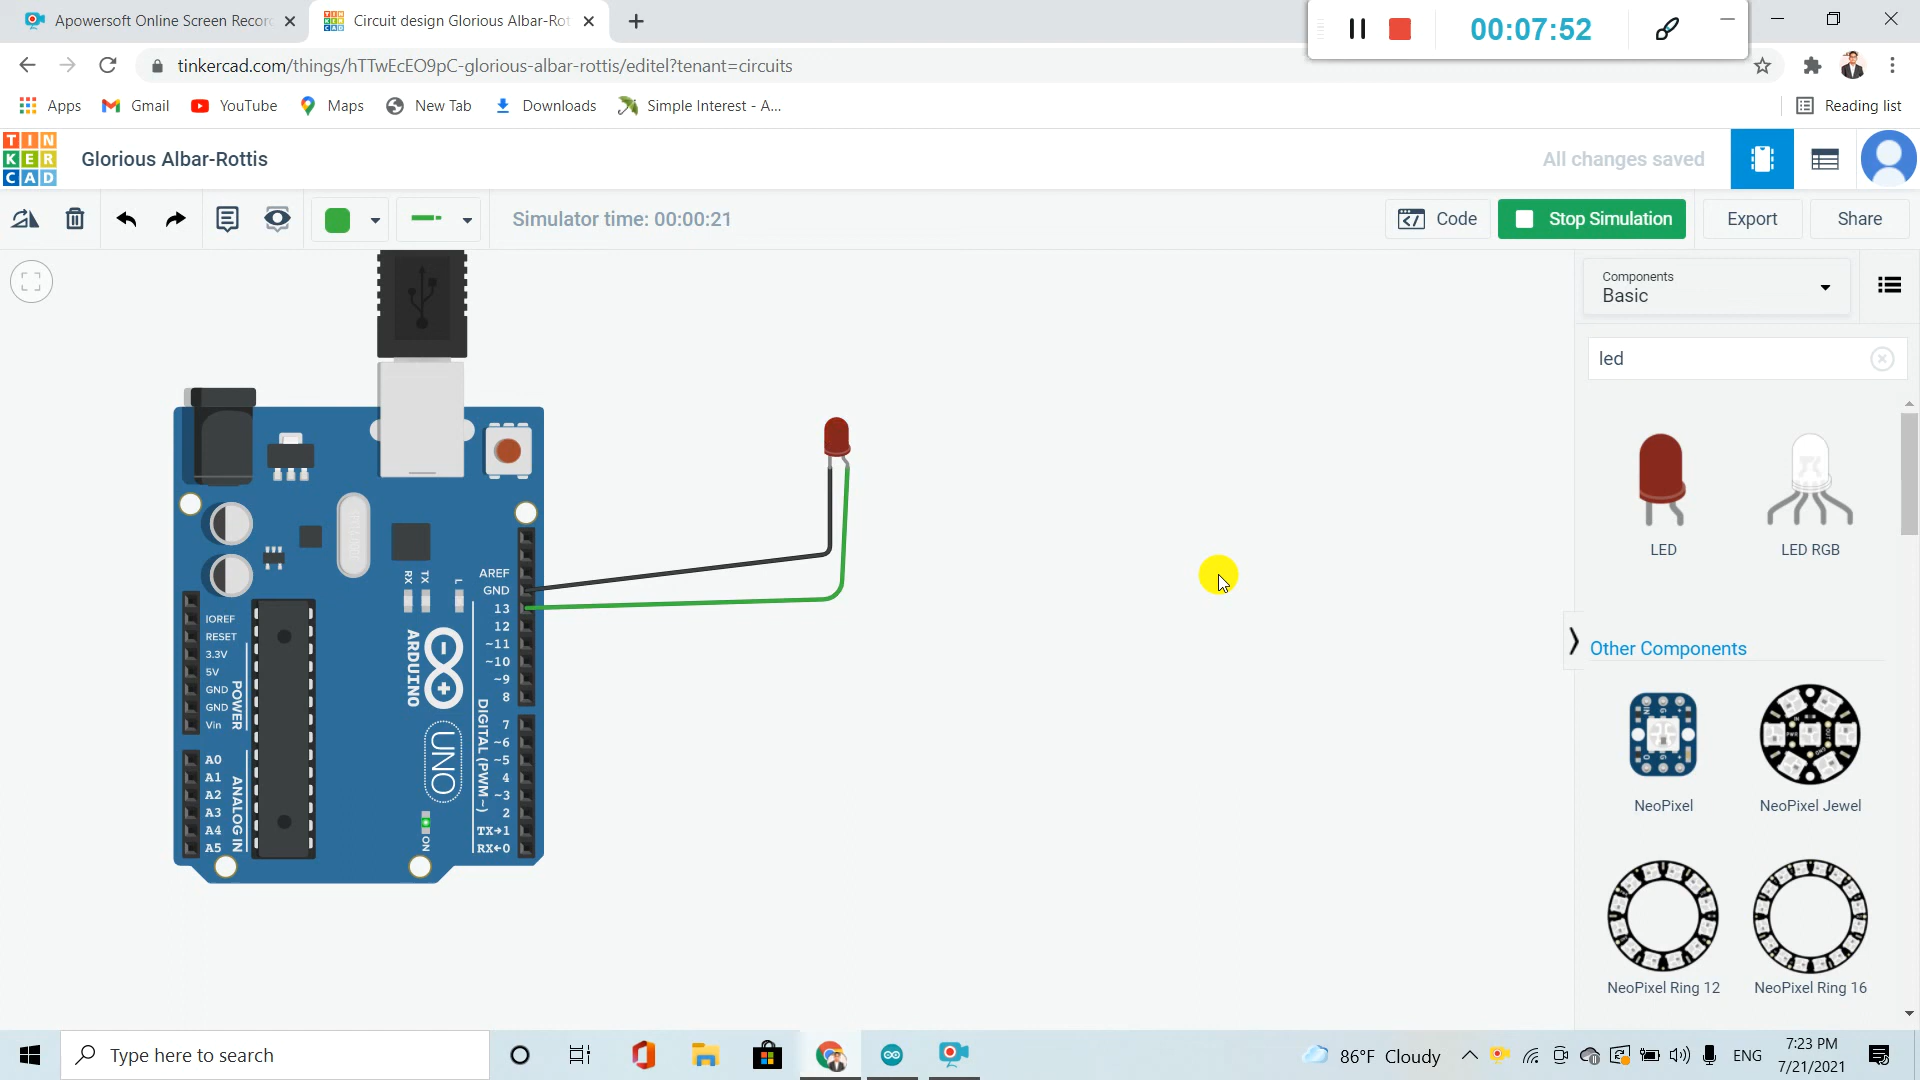 Apowersoft Online Screen Recor
Circuit design Glorious Albar-Rot
00:07:52
tinkercad.com/things/hTTwEcEO9pC-glorious-albar-rottis/editel?tenant=circuits
Apps
Gmail
YouTube
Maps
New Tab
Downloads
Simple Interest - A...
Reading list
TIN
KER
CAD
Glorious Albar-Rottis
All changes saved
Simulator time: 00:00:21
Code
Stop Simulation
Export
Share
Components
Basic
led
LED
LED RGB
Other Components
NeoPixel
NeoPixel Jewel
NeoPixel Ring 12
NeoPixel Ring 16
AREF
GND
13
12
~11
~10
~9
8
7
~6
~5
4
~3
2
TX→1
RX←0
DIGITAL (PWM~)
RX
TX
L
ARDUINO
UNO
ON
IOREF
RESET
3.3V
5V
GND
GND
Vin
POWER
A0
A1
A2
A3
A4
A5
ANALOG IN
Type here to search
86°F Cloudy
ENG
7:23 PM
7/21/2021